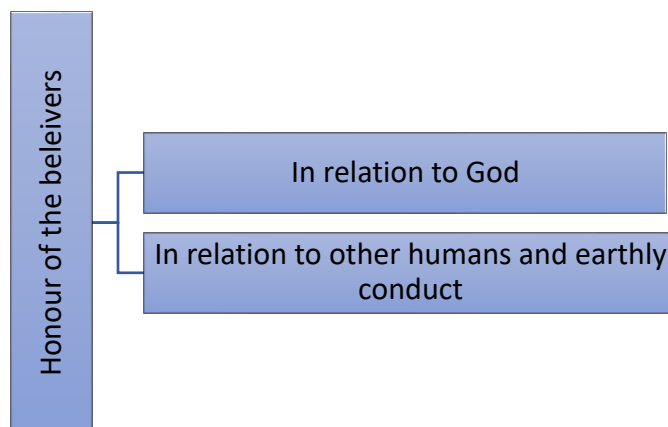 Honour of the beleivers
In relation to God
In relation to other humans and earthly
conduct